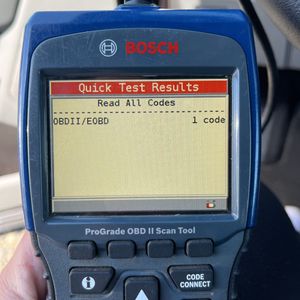 BOSCH
Quick Test Results
Read All Codes
OBDII/EOBD 1 code
ProGrade OBD II Scan Tool
CODE
CONNECT